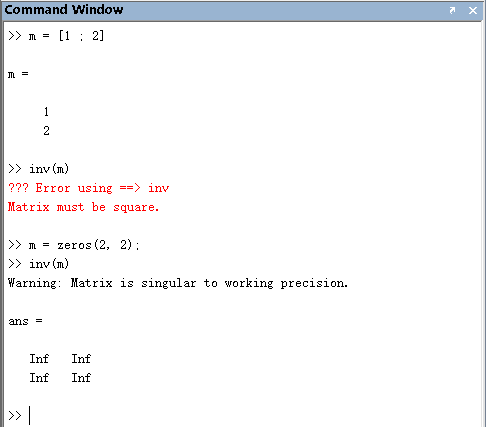 Command Window
>> m = [1 ; 2]
m =
1
2
>> inv(m)
??? Error using ==> inv
Matrix must be square.
>> m = zeros(2, 2);
>> inv(m)
Warning: Matrix is singular to working precision.
ans =
Inf Inf
Inf Inf
>>